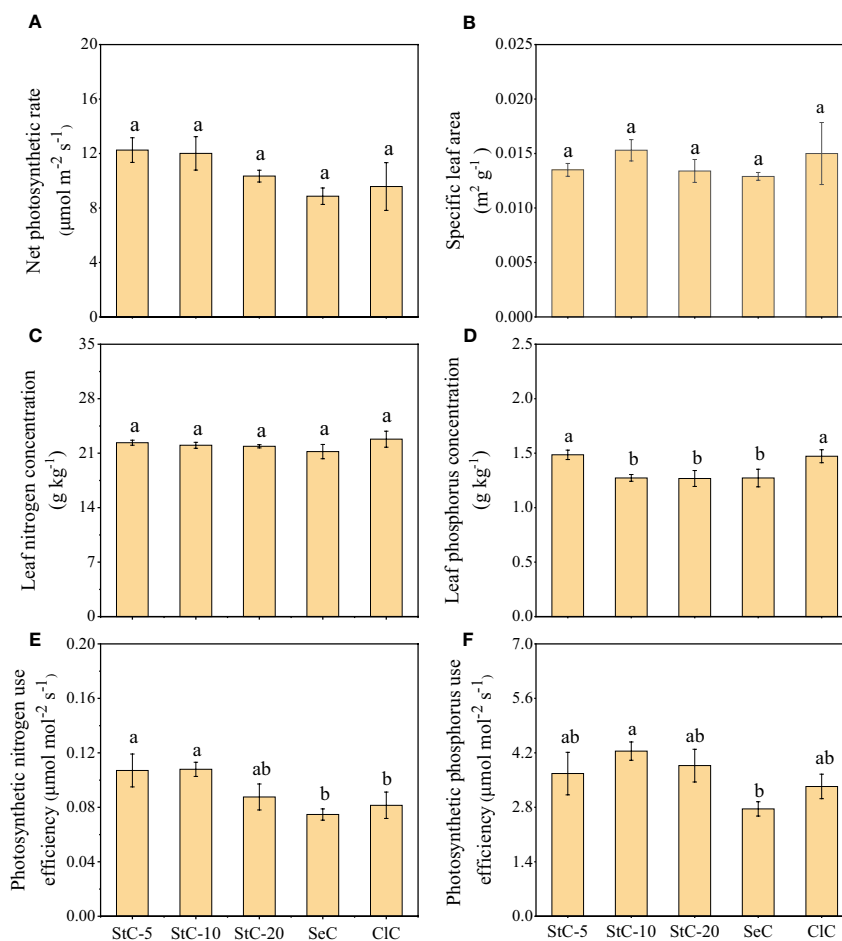 A
Net photosynthetic rate
(μmol m⁻² s⁻¹)
20
16
12
8
4
0
a
a
a
a
a
B
Specific leaf area
(m² g⁻¹)
0.025
0.020
0.015
0.010
0.005
0.000
a
a
a
a
a
C
Leaf nitrogen concentration
(g kg⁻¹)
35
28
21
14
7
0
a
a
a
a
a
D
Leaf phosphorus concentration
(g kg⁻¹)
2.5
2.0
1.5
1.0
0.5
0.0
a
b
b
b
a
E
Photosynthetic nitrogen use
efficiency (μmol mol⁻² s⁻¹)
0.20
0.16
0.12
0.08
0.04
0.00
a
a
ab
b
b
StC-5
StC-10
StC-20
SeC
ClC
F
Photosynthetic phosphorus use
efficiency (μmol mol⁻² s⁻¹)
7.0
5.6
4.2
2.8
1.4
0.0
ab
a
ab
b
ab
StC-5
StC-10
StC-20
SeC
ClC